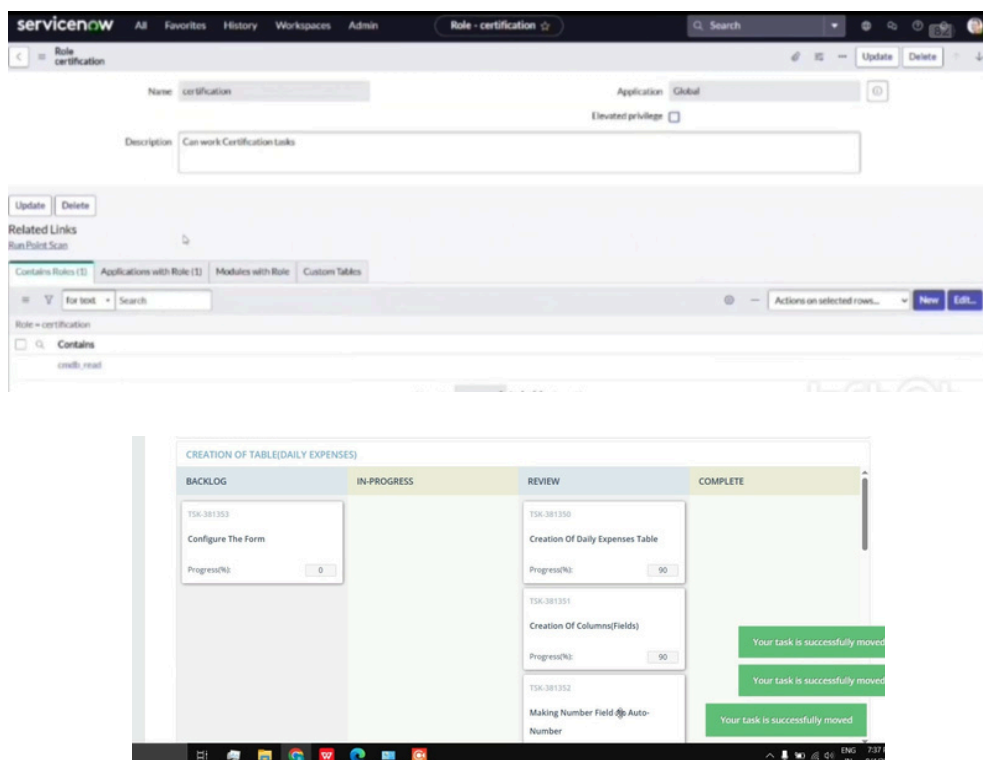 servicenow All Favorites History Workspaces Admin Role - certification Search
Role
certification
Update Delete
Name certification Application Global
Elevated privilege
Description Can work Certification tasks
Update Delete
Related Links
Run Point Scan
Contains Roles (1) Applications with Role (1) Modules with Role Custom Tables
for text Search Actions on selected rows... New Edit...
Role = certification
Contains
cmdb_read
CREATION OF TABLE(DAILY EXPENSES)
BACKLOG IN-PROGRESS REVIEW COMPLETE
TSK-381353 TSK-381350
Configure The Form Creation Of Daily Expenses Table
Progress(%): 0 Progress(%): 90
TSK-381351
Creation Of Columns(Fields)
Your task is successfully moved
Progress(%): 90
Your task is successfully moved
TSK-381352
Making Number Field An Auto-
Number
Your task is successfully moved
ENG 7:37